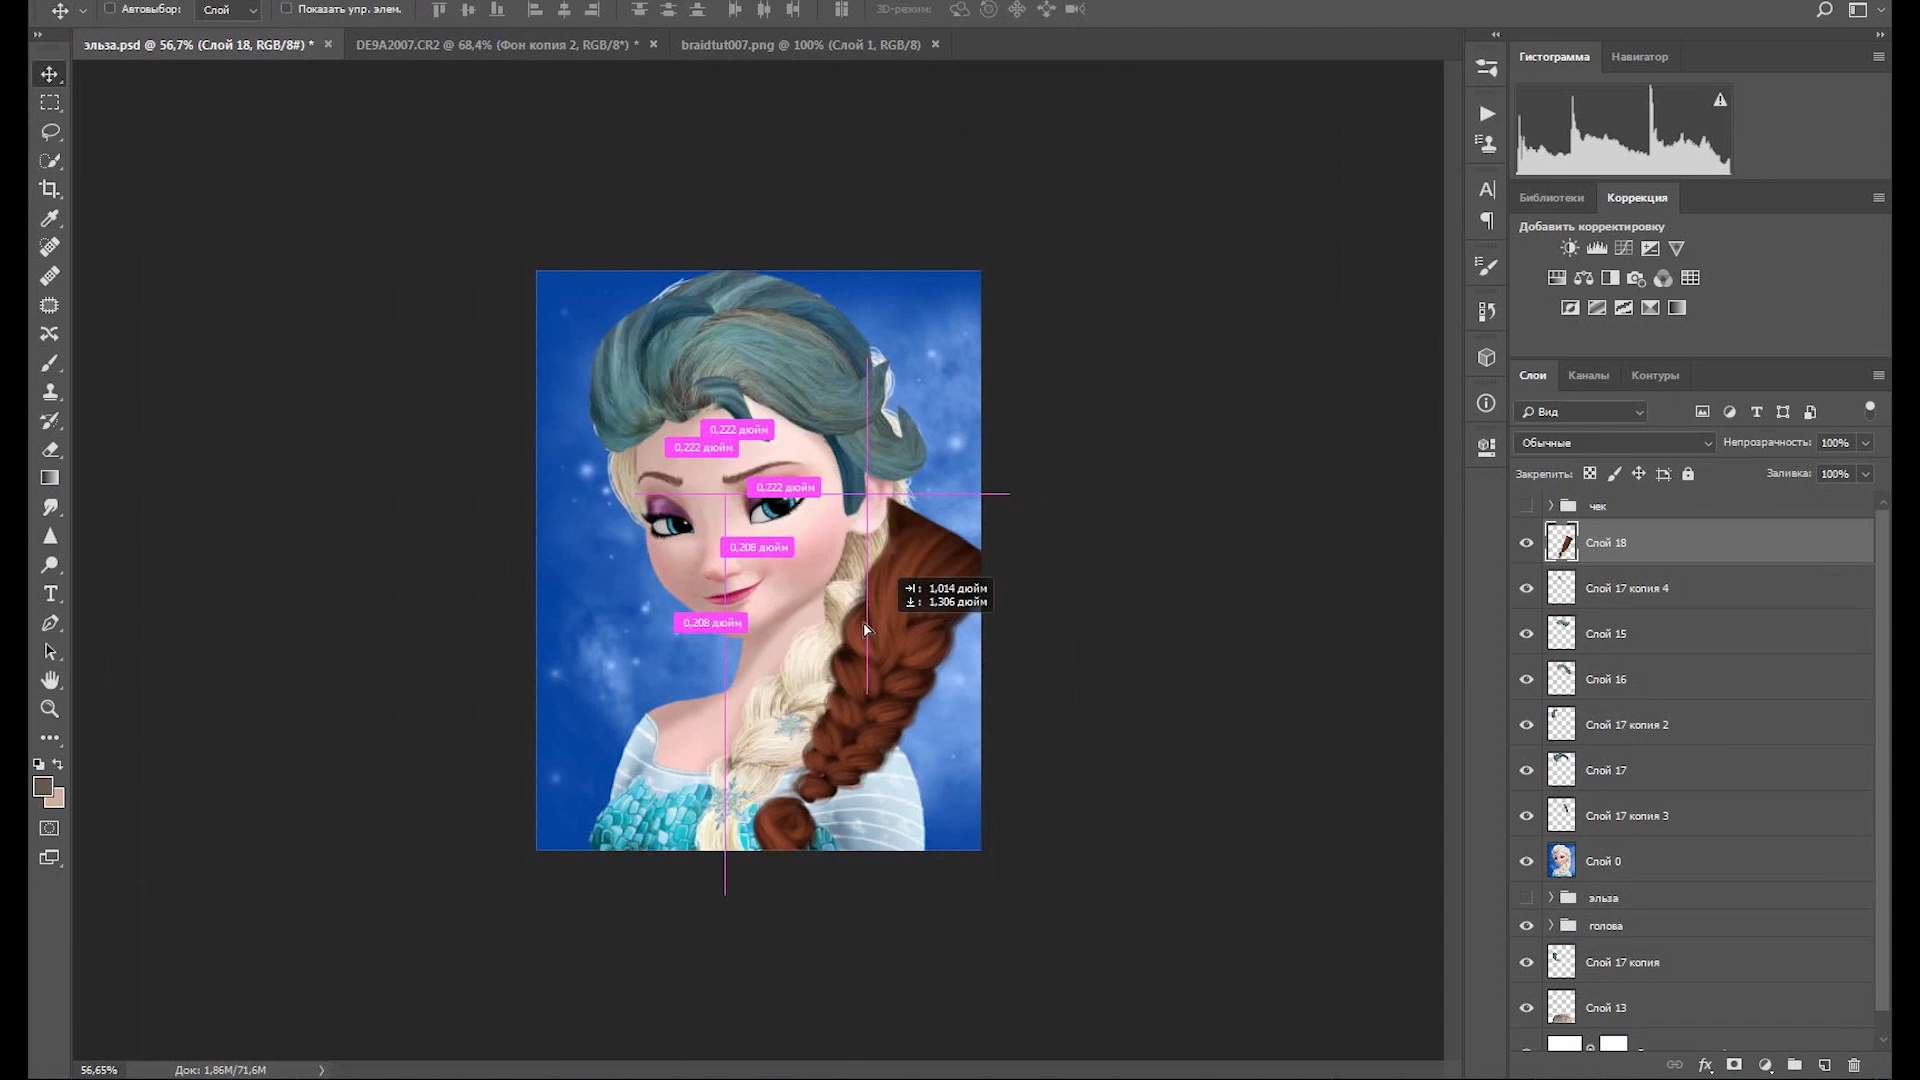 Автовыбор:
Слой
Показать упр. элем.
3D-режим:
эльза.psd @ 56,7% (Слой 18, RGB/8#) *
DE9A2007.CR2 @ 68,4% (Фон копия 2, RGB/8*) *
braidtut007.png @ 100% (Слой 1, RGB/8)
Гистограмма
Навигатор
Библиотеки
Коррекция
Добавить корректировку
Слои
Каналы
Контуры
Вид
Обычные
Непрозрачность:
100%
Закрепить:
Заливка:
100%
чек
Слой 18
Слой 17 копия 4
Слой 15
Слой 16
Слой 17 копия 2
Слой 17
Слой 17 копия 3
Слой 0
эльза
голова
Слой 17 копия
Слой 13
0,222 дюйм
0,222 дюйм
0,222 дюйм
0,208 дюйм
0,208 дюйм
1,014 дюйм
1,306 дюйм
56,65%
Док: 1,86M/71,6M